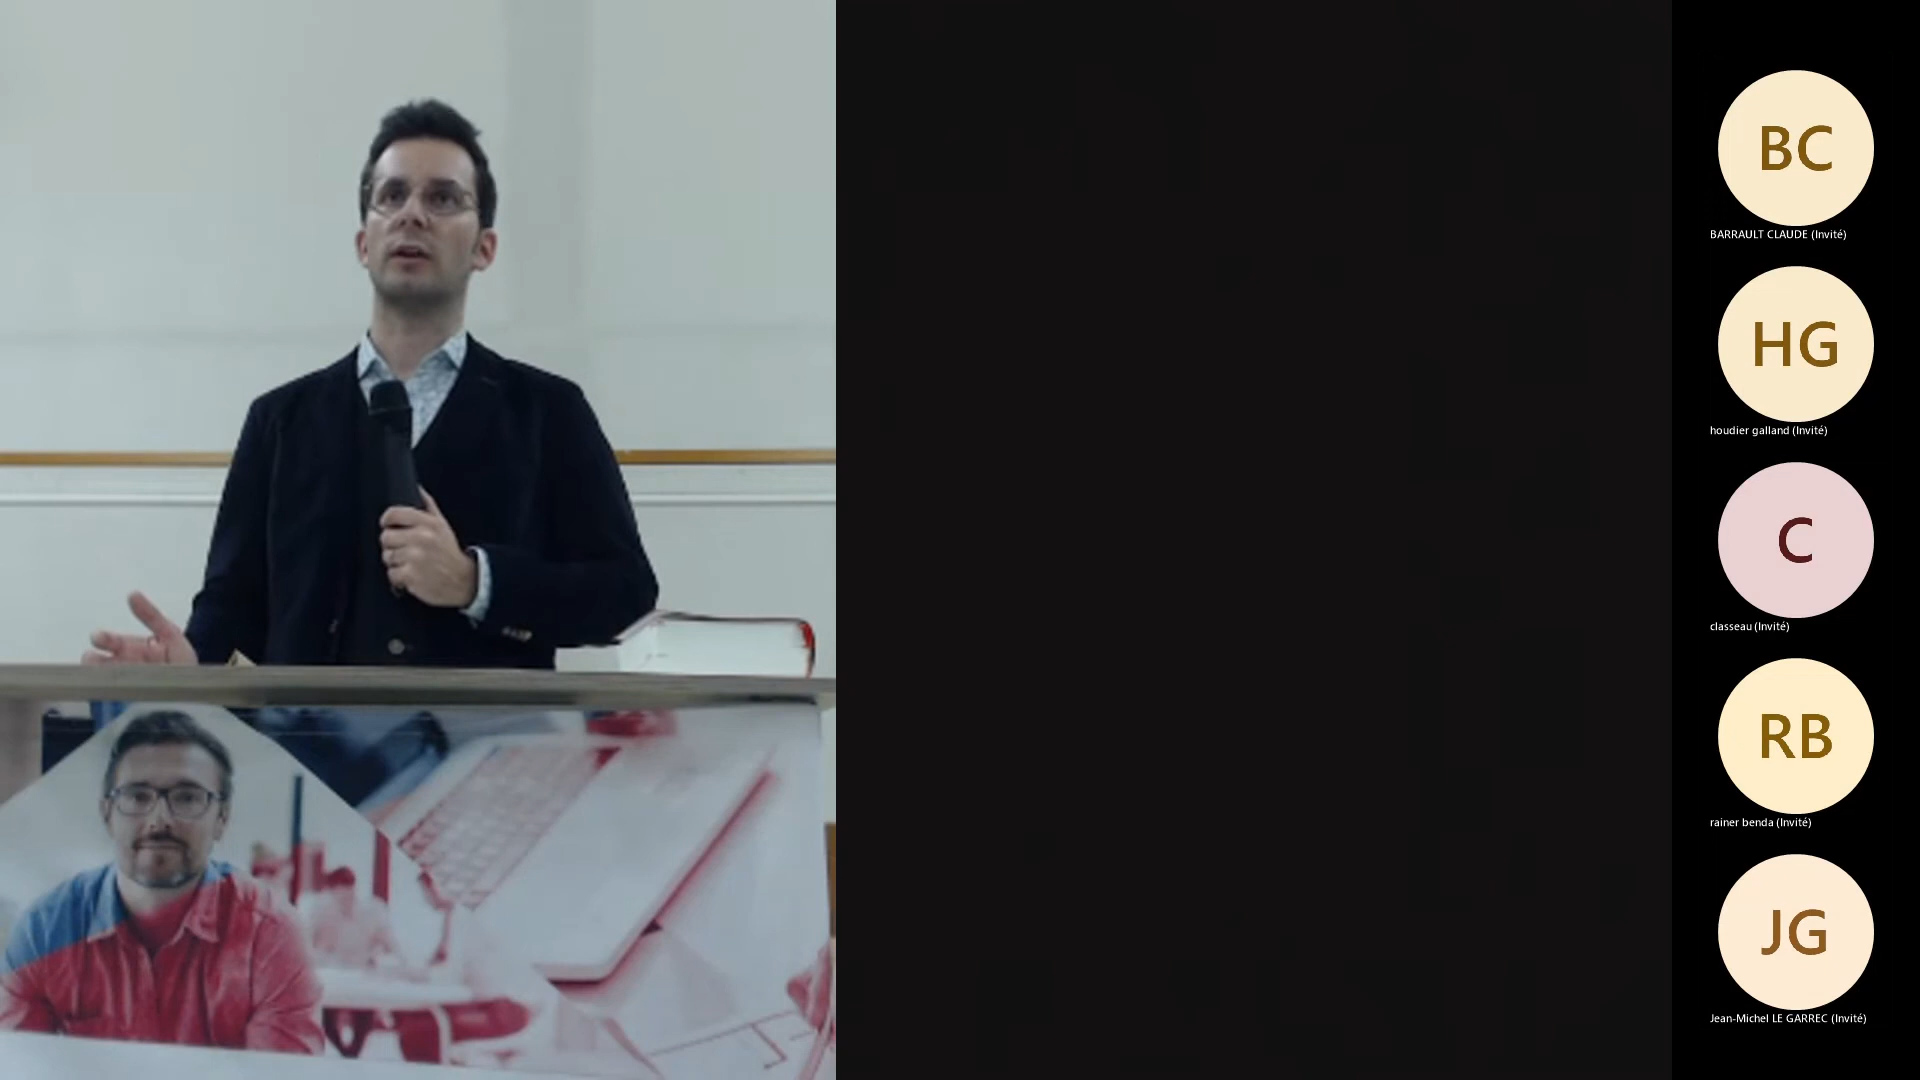 BC
BARRAULT CLAUDE (Invité)
HG
houdier galland (Invité)
C
classeau (Invité)
RB
rainer benda (Invité)
JG
Jean-Michel LE GARREC (Invité)